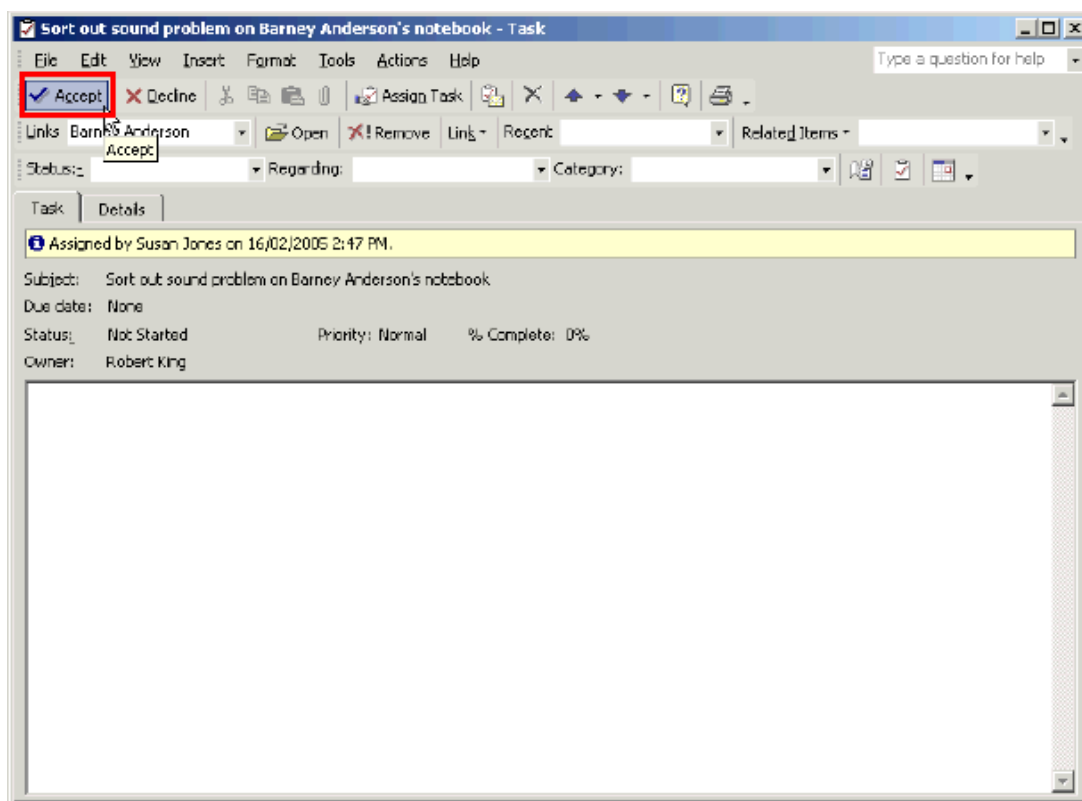 Sort out sound problem on Barney Anderson's notebook - Task
File Edit View Insert Format Tools Actions Help Type a question for help
Accept Decline Assign Task
Links Barney Anderson Open Remove Link Recent Related Items
Accept
Status: Regarding: Category:
Task Details
Assigned by Susan Jones on 16/02/2005 2:47 PM.
Subject: Sort out sound problem on Barney Anderson's notebook
Due date: None
Status: Not Started Priority: Normal % Complete: 0%
Owner: Robert King